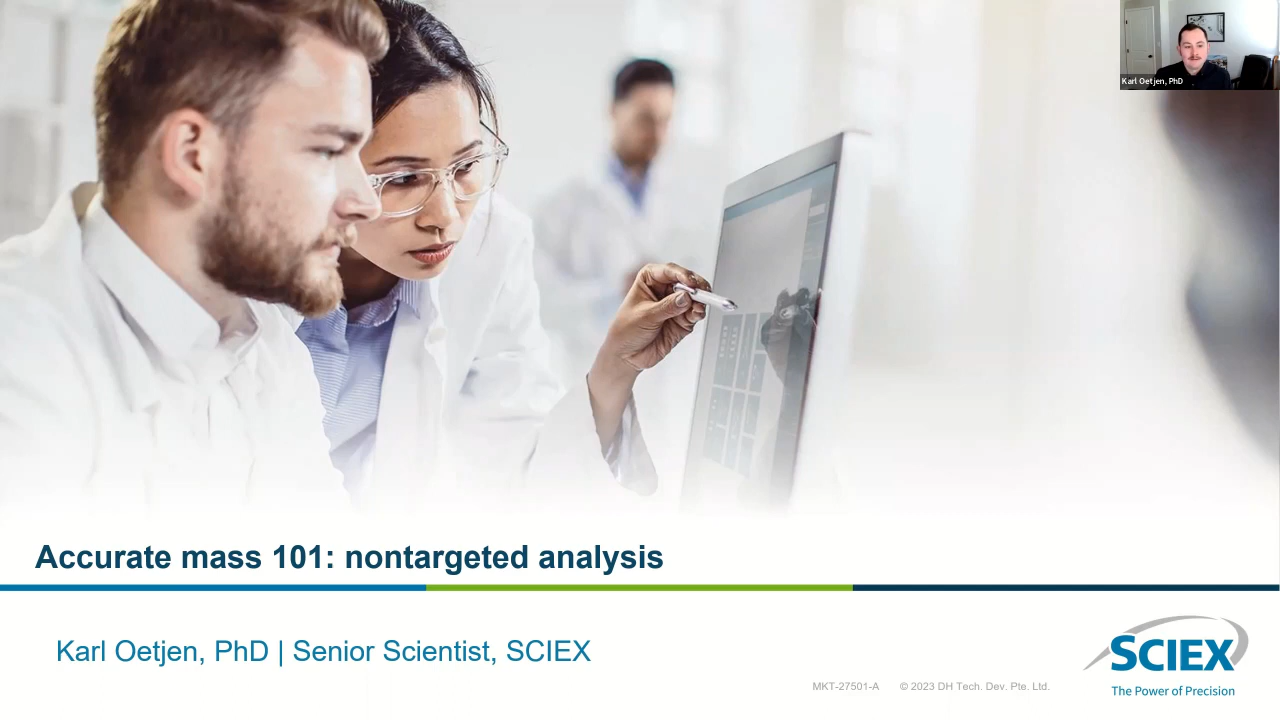 Karl Oetjen, PhD
Accurate mass 101: nontargeted analysis
Karl Oetjen, PhD | Senior Scientist, SCIEX
MKT-27501-A © 2023 DH Tech. Dev. Pte. Ltd.
SCIEX
The Power of Precision